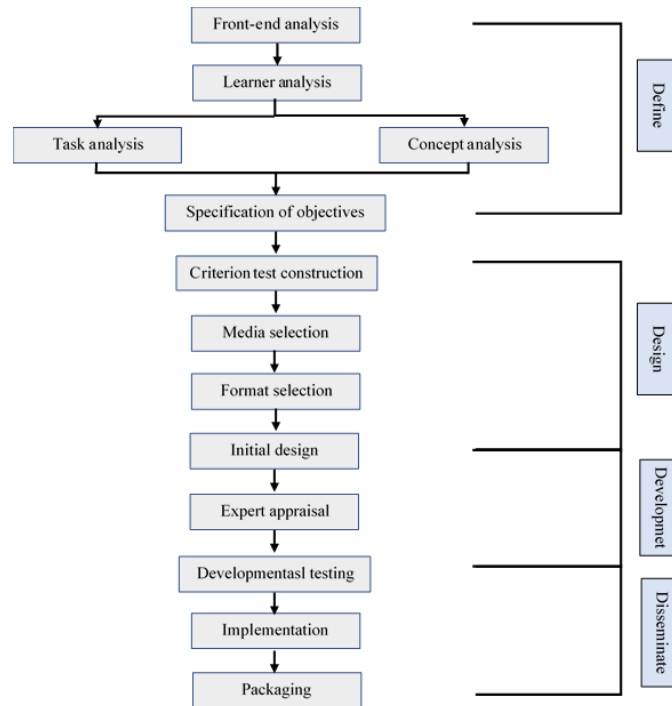 Front-end analysis
Learner analysis
Task analysis
Concept analysis
Specification of objectives
Define
Criterion test construction
Media selection
Format selection
Initial design
Design
Expert appraisal
Developmet
Developmentasl testing
Implementation
Packaging
Disseminate